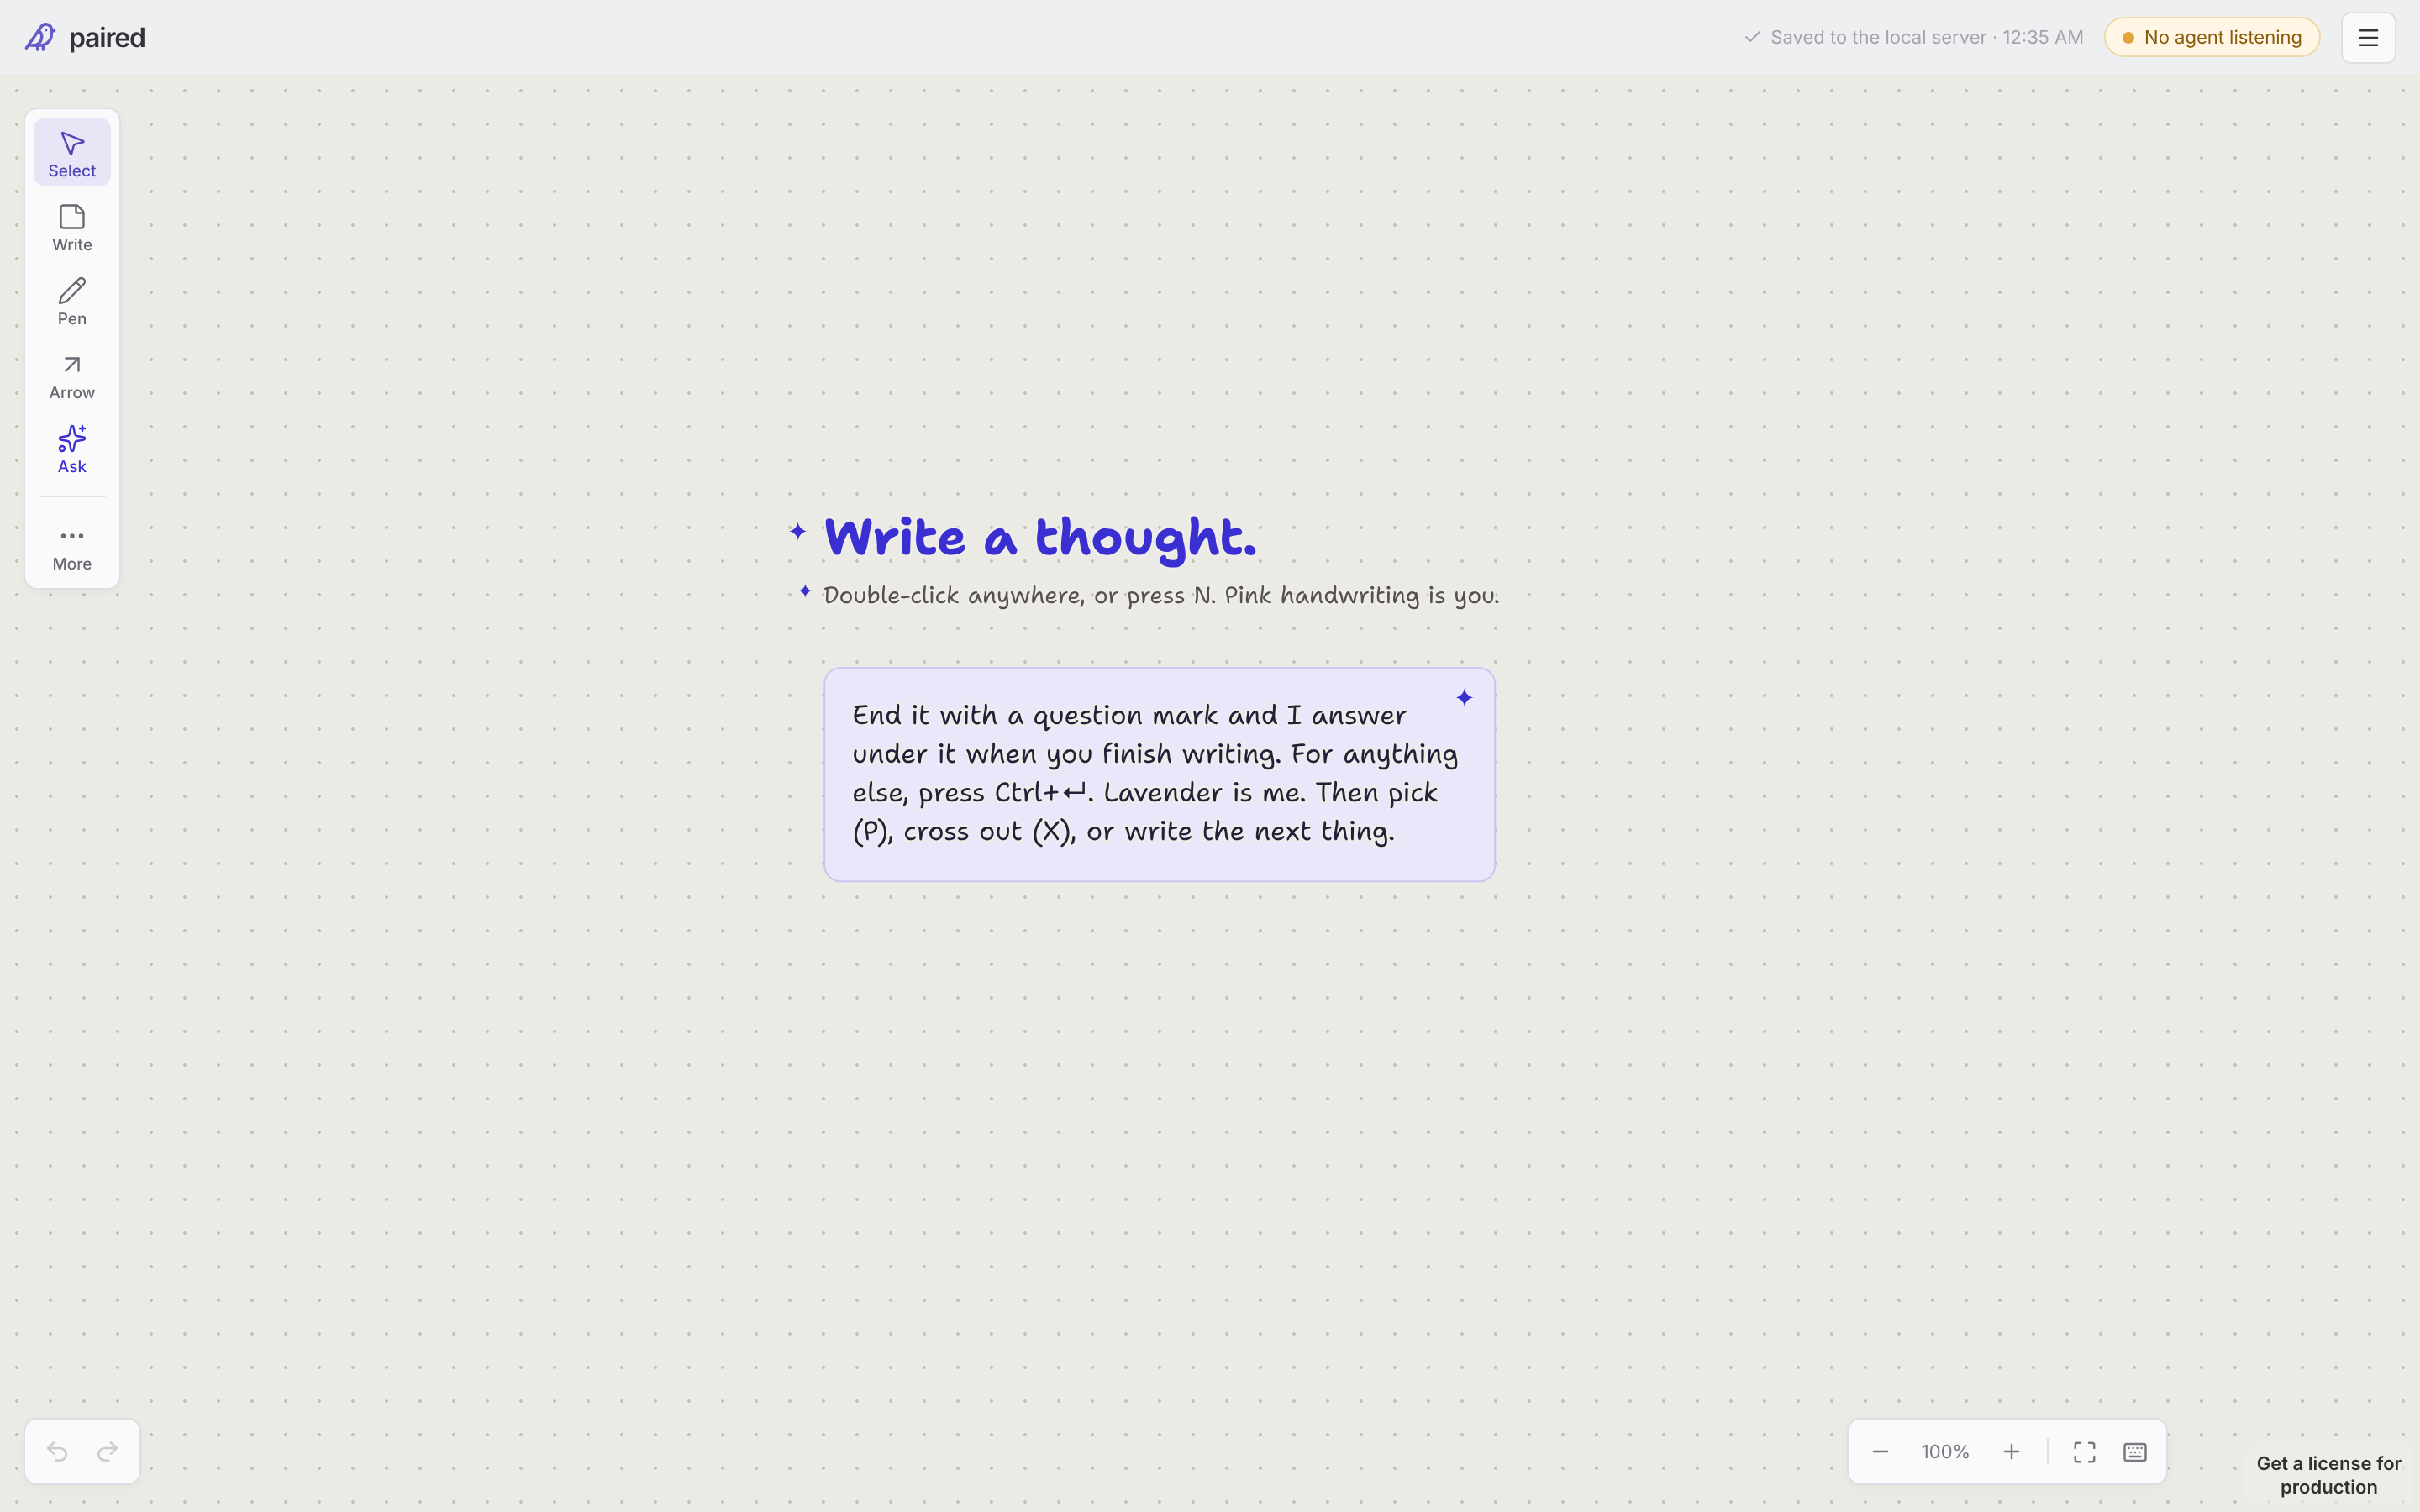 paired
Saved to the local server · 12:35 AM
No agent listening
Select
Write
Pen
Arrow
Ask
More
Write a thought.
Double-click anywhere, or press N. Pink handwriting is you.
End it with a question mark and I answer
under it when you finish writing. For anything
else, press Ctrl+↵. Lavender is me. Then pick
(P), cross out (X), or write the next thing.
100%
Get a license for
production